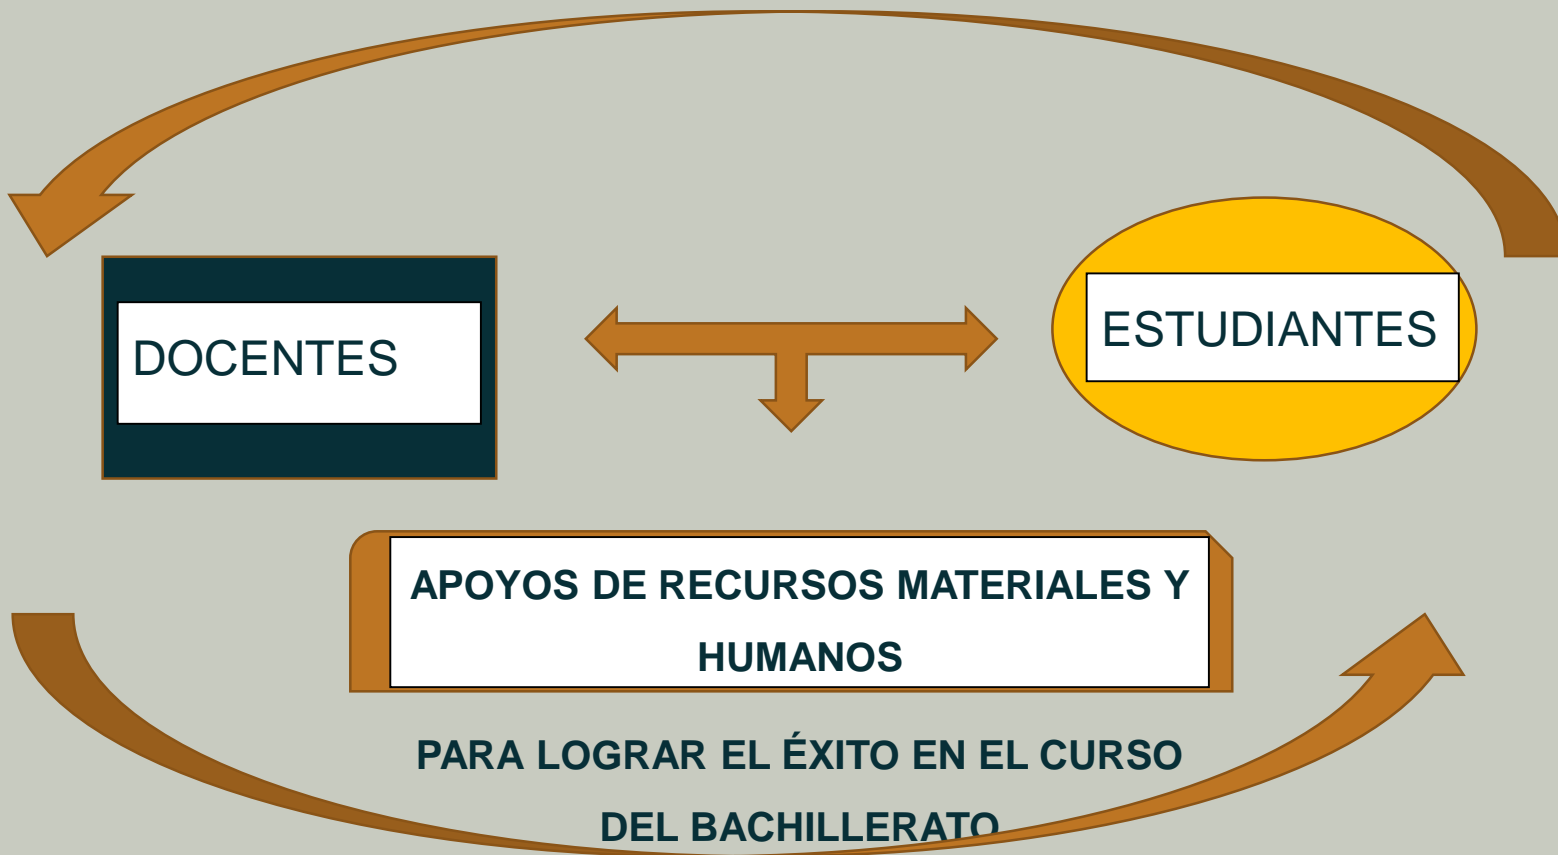 DOCENTES
ESTUDIANTES
APOYOS DE RECURSOS MATERIALES Y
HUMANOS
PARA LOGRAR EL ÉXITO EN EL CURSO
DEL BACHILLERATO